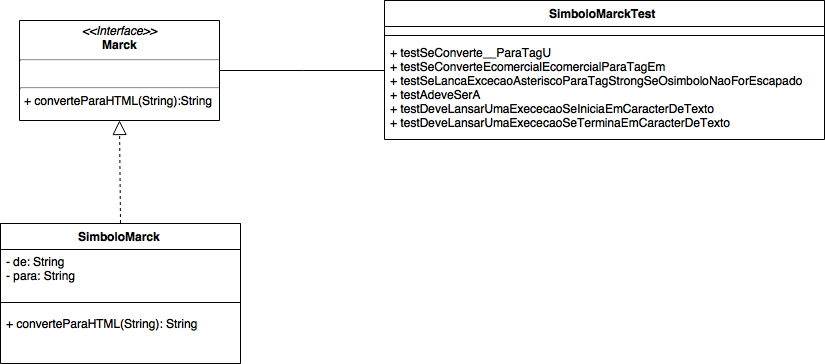 <<Interface>>
Marck
+ converteParaHTML(String):String
SimboloMarckTest
+ testSeConverte__ParaTagU
+ testSeConverteEcomercialEcomercialParaTagEm
+ testSeLancaExcecaoAsteriscoParaTagStrongSeOsimboloNaoForEscapado
+ testAdeveSerA
+ testDeveLansarUmaExececaoSeIniciaEmCaracterDeTexto
+ testDeveLansarUmaExececaoSeTerminaEmCaracterDeTexto
SimboloMarck
- de: String
- para: String
+ converteParaHTML(String): String